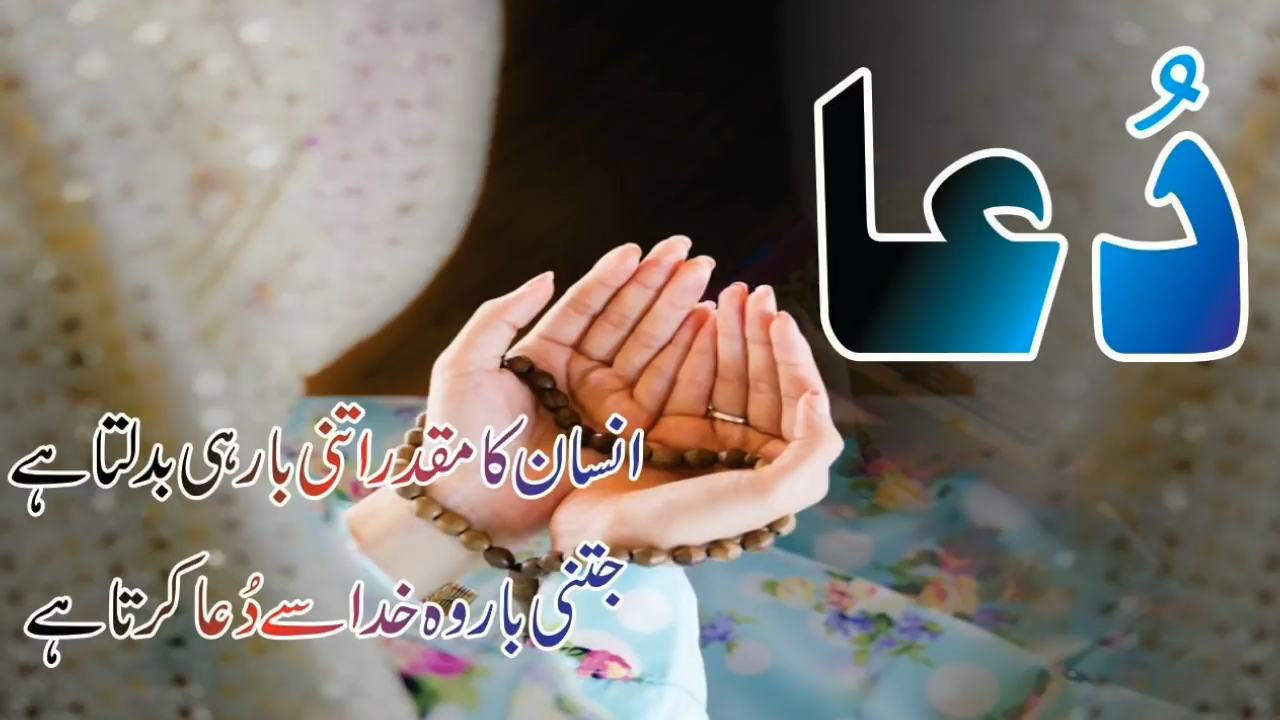 دُعا
انسان کا مقدر اتنی بار ہی بدلتا ہے
جتنی بار وہ خدا سے دُعا کرتا ہے